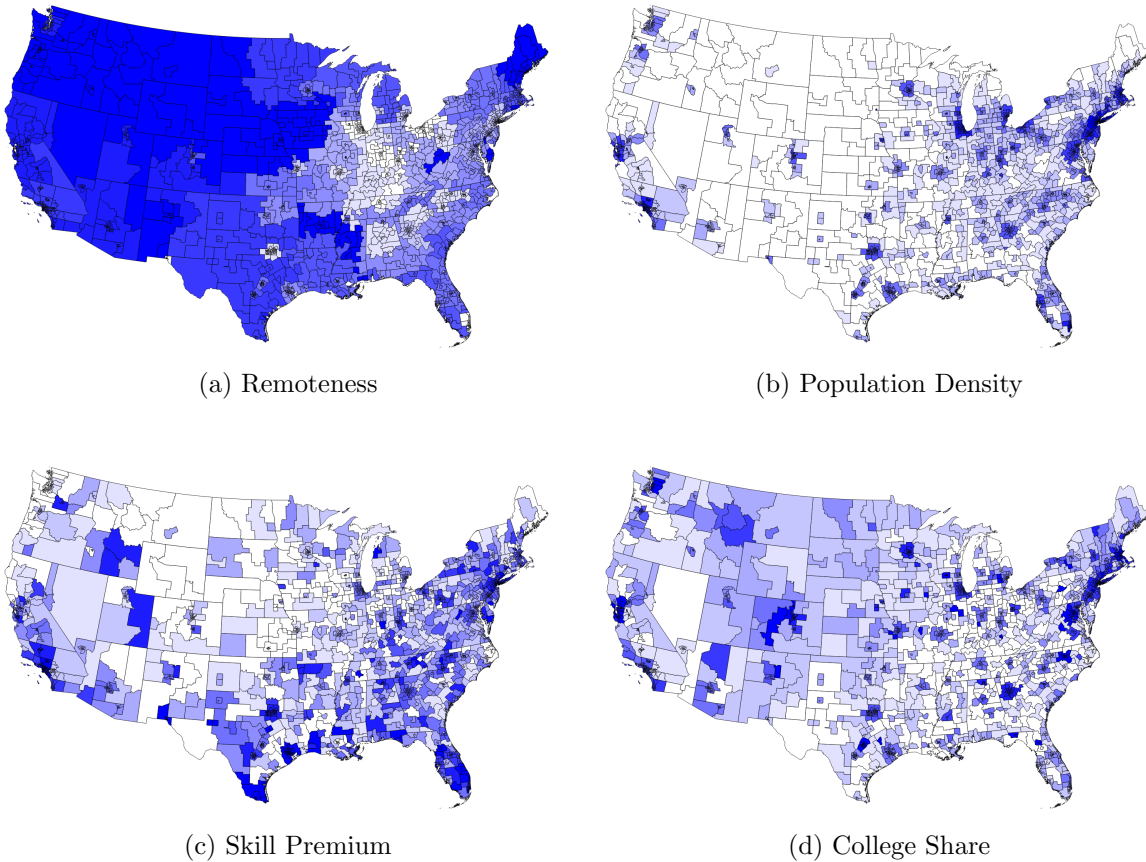 (a) Remoteness
(b) Population Density
(c) Skill Premium
(d) College Share